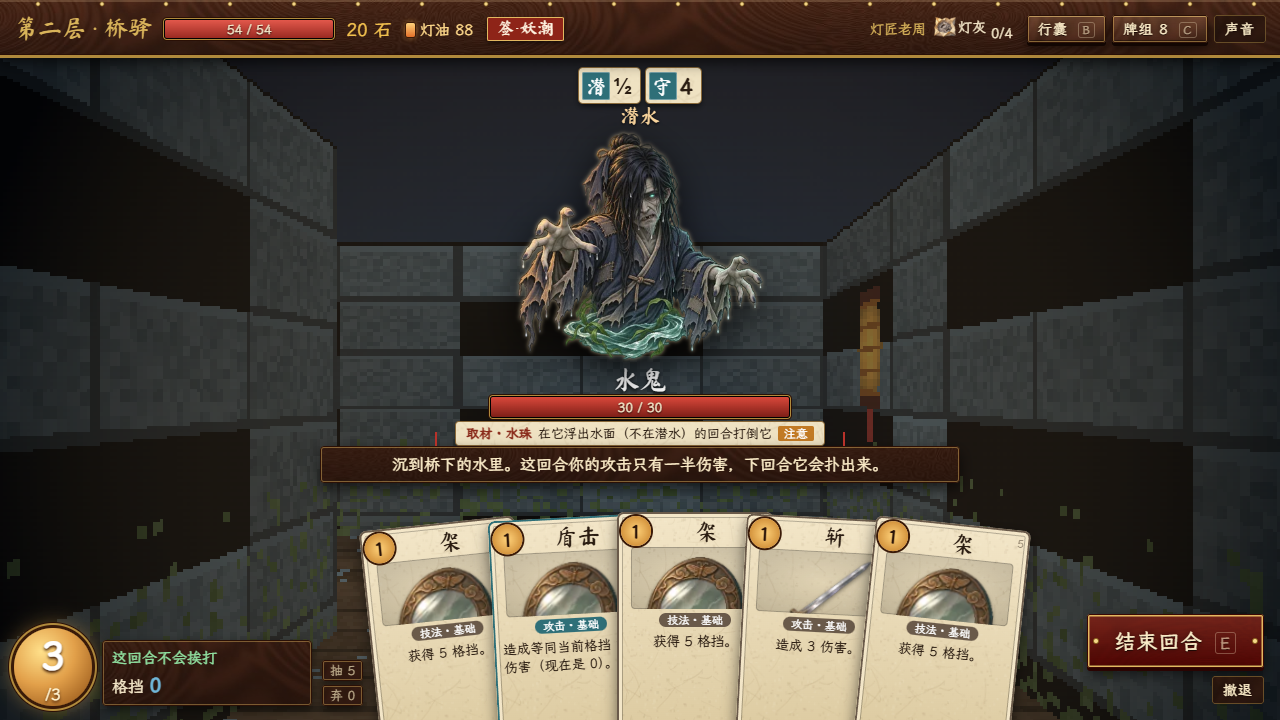 第二层·桥驿
54 / 54
20 石
灯油 88
签·妖潮
灯匠老周
灯灰 0/4
行囊 B
牌组 8 C
声音
潜 ½
守 4
潜水
水鬼
30 / 30
取材·水珠 在它浮出水面（不在潜水）的回合打倒它 注意
沉到桥下的水里。这回合你的攻击只有一半伤害，下回合它会扑出来。
1 架
技法·基础
获得 5 格挡。
1 盾击
攻击·基础
造成等同当前格挡
伤害（现在是 0）。
1 架
技法·基础
获得 5 格挡。
1 斩
攻击·基础
造成 3 伤害。
1 架 5
技法·基础
获得 5 格挡。
3
/3
这回合不会挨打
格挡 0
抽 5
弃 0
结束回合 E
撤退